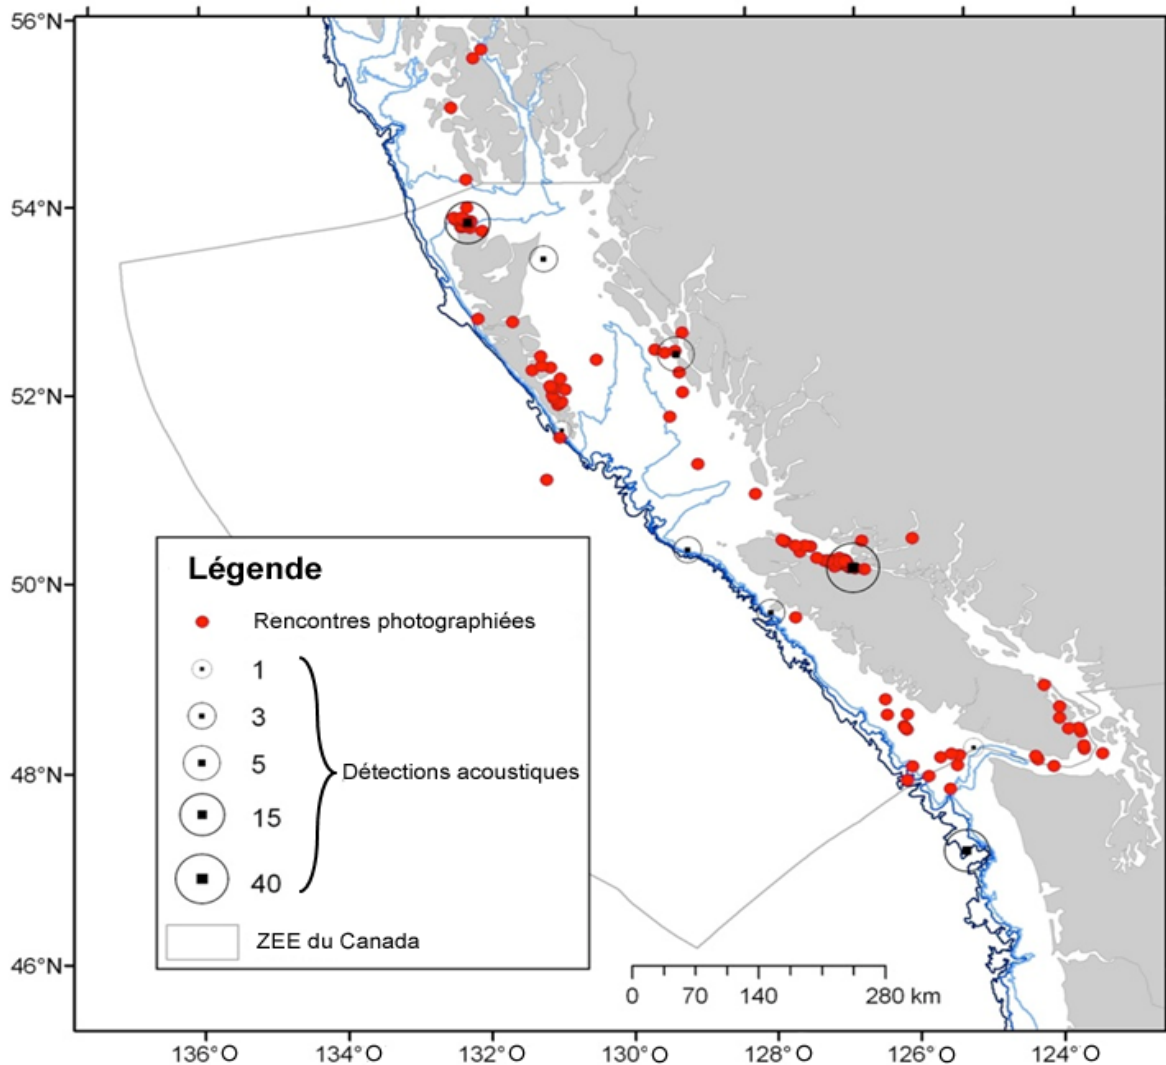 56°N
54°N
52°N
50°N
48°N
46°N
Légende
Rencontres photographiées
1
3
5
15
40
Détections acoustiques
ZEE du Canada
0 70 140 280 km
136°O 134°O 132°O 130°O 128°O 126°O 124°O